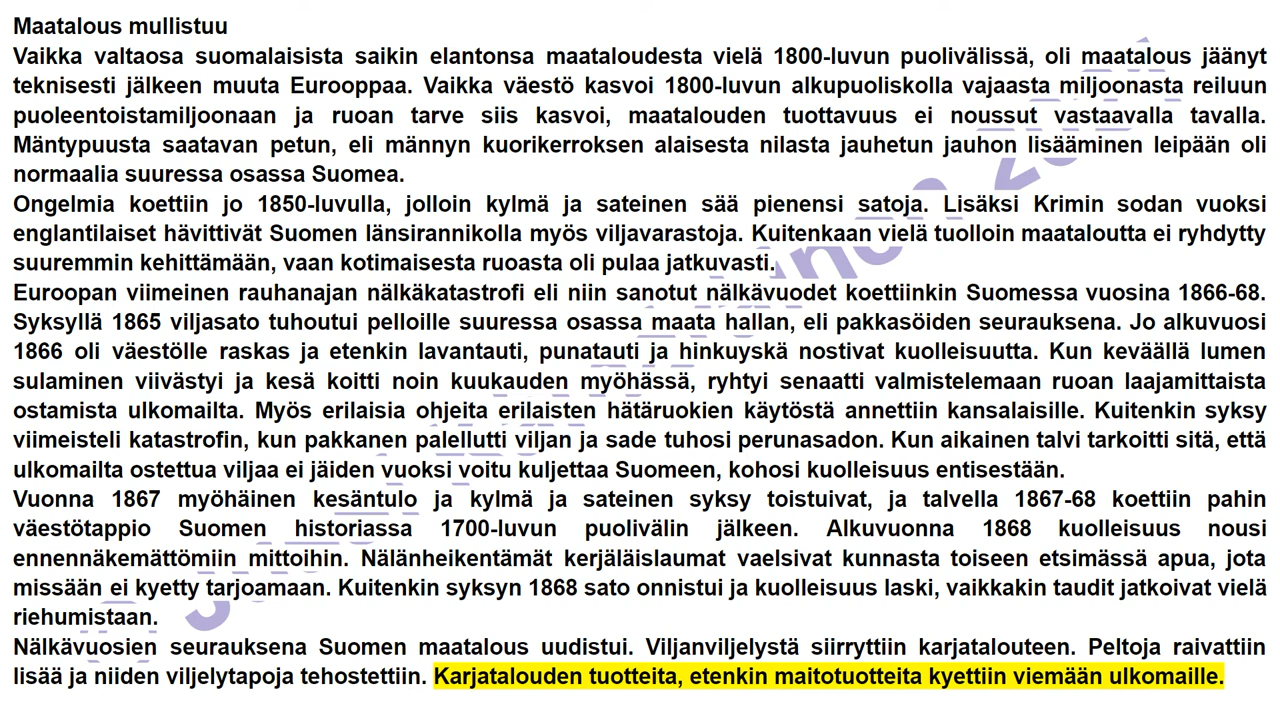 Maatalous mullistuu
Vaikka valtaosa suomalaisista saikin elantonsa maataloudesta vielä 1800-luvun puolivälissä, oli maatalous jäänyt
teknisesti jälkeen muuta Eurooppaa. Vaikka väestö kasvoi 1800-luvun alkupuoliskolla vajaasta miljoonasta reiluun
puoleentoistamiljoonaan ja ruoan tarve siis kasvoi, maatalouden tuottavuus ei noussut vastaavalla tavalla.
Mäntypuusta saatavan petun, eli männyn kuorikerroksen alaisesta nilasta jauhetun jauhon lisääminen leipään oli
normaalia suuressa osassa Suomea.
Ongelmia koettiin jo 1850-luvulla, jolloin kylmä ja sateinen sää pienensi satoja. Lisäksi Krimin sodan vuoksi
englantilaiset hävittivät Suomen länsirannikolla myös viljavarastoja. Kuitenkaan vielä tuolloin maataloutta ei ryhdytty
suuremmin kehittämään, vaan kotimaisesta ruoasta oli pulaa jatkuvasti.
Euroopan viimeinen rauhanajan nälkäkatastrofi eli niin sanotut nälkävuodet koettiinkin Suomessa vuosina 1866-68.
Syksyllä 1865 viljasato tuhoutui pelloille suuressa osassa maata hallan, eli pakkasöiden seurauksena. Jo alkuvuosi
1866 oli väestölle raskas ja etenkin lavantauti, punatauti ja hinkuyskä nostivat kuolleisuutta. Kun keväällä lumen
sulaminen viivästyi ja kesä koitti noin kuukauden myöhässä, ryhtyi senaatti valmistelemaan ruoan laajamittaista
ostamista ulkomailta. Myös erilaisia ohjeita erilaisten hätäruokien käytöstä annettiin kansalaisille. Kuitenkin syksy
viimeisteli katastrofin, kun pakkanen palellutti viljan ja sade tuhosi perunasadon. Kun aikainen talvi tarkoitti sitä, että
ulkomailta ostettua viljaa ei jäiden vuoksi voitu kuljettaa Suomeen, kohosi kuolleisuus entisestään.
Vuonna 1867 myöhäinen kesäntulo ja kylmä ja sateinen syksy toistuivat, ja talvella 1867-68 koettiin pahin
väestötappio Suomen historiassa 1700-luvun puolivälin jälkeen. Alkuvuonna 1868 kuolleisuus nousi
ennennäkemättömiin mittoihin. Nälänheikentämät kerjäläislaumat vaelsivat kunnasta toiseen etsimässä apua, jota
missään ei kyetty tarjoamaan. Kuitenkin syksyn 1868 sato onnistui ja kuolleisuus laski, vaikkakin taudit jatkoivat vielä
riehumistaan.
Nälkävuosien seurauksena Suomen maatalous uudistui. Viljanviljelystä siirryttiin karjatalouteen. Peltoja raivattiin
lisää ja niiden viljelytapoja tehostettiin. Karjatalouden tuotteita, etenkin maitotuotteita kyettiin viemään ulkomaille.